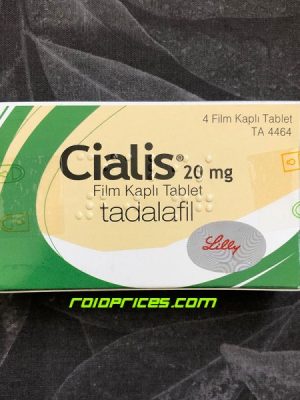 4 Film Kaplı Tablet
TA 4464
Cialis® 20 mg
Film Kaplı Tablet
tadalafil
Lilly
roidprices.com